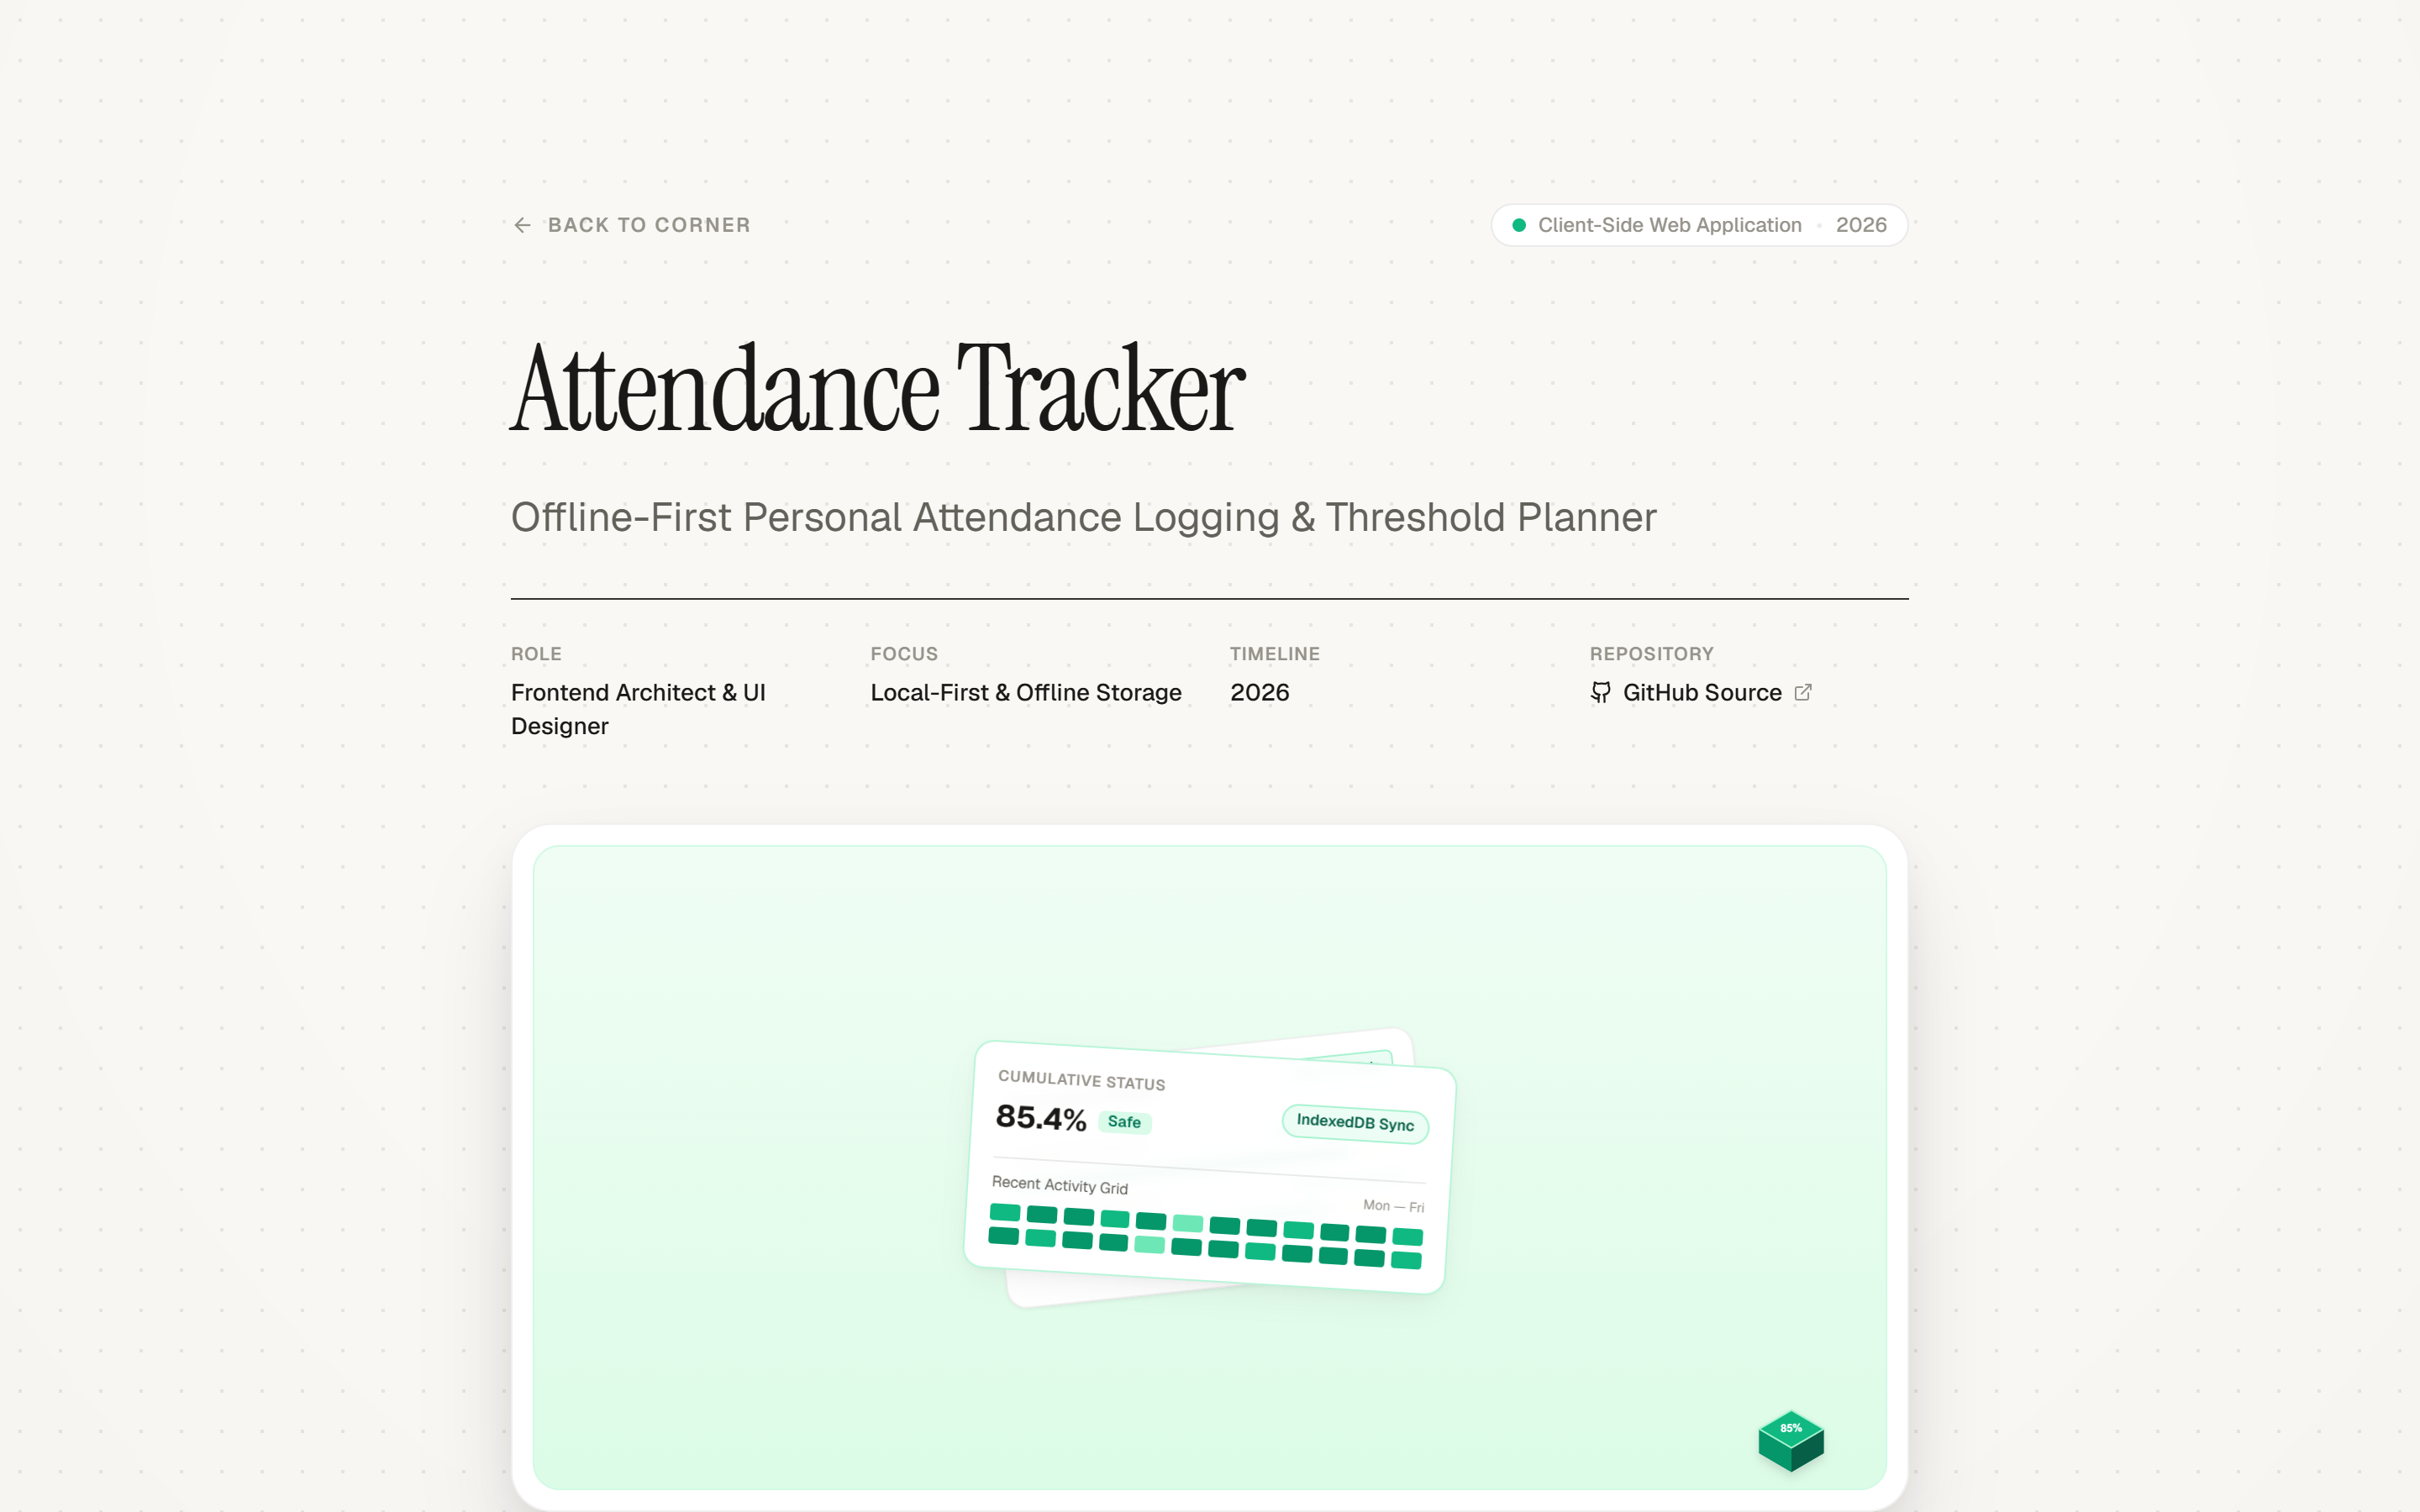 BACK TO CORNER
Client-Side Web Application • 2026
Attendance Tracker
Offline-First Personal Attendance Logging & Threshold Planner
ROLE
Frontend Architect & UI
Designer
FOCUS
Local-First & Offline Storage
TIMELINE
2026
REPOSITORY
GitHub Source
CUMULATIVE STATUS
85.4%
Safe
IndexedDB Sync
Recent Activity Grid
Mon — Fri
85%